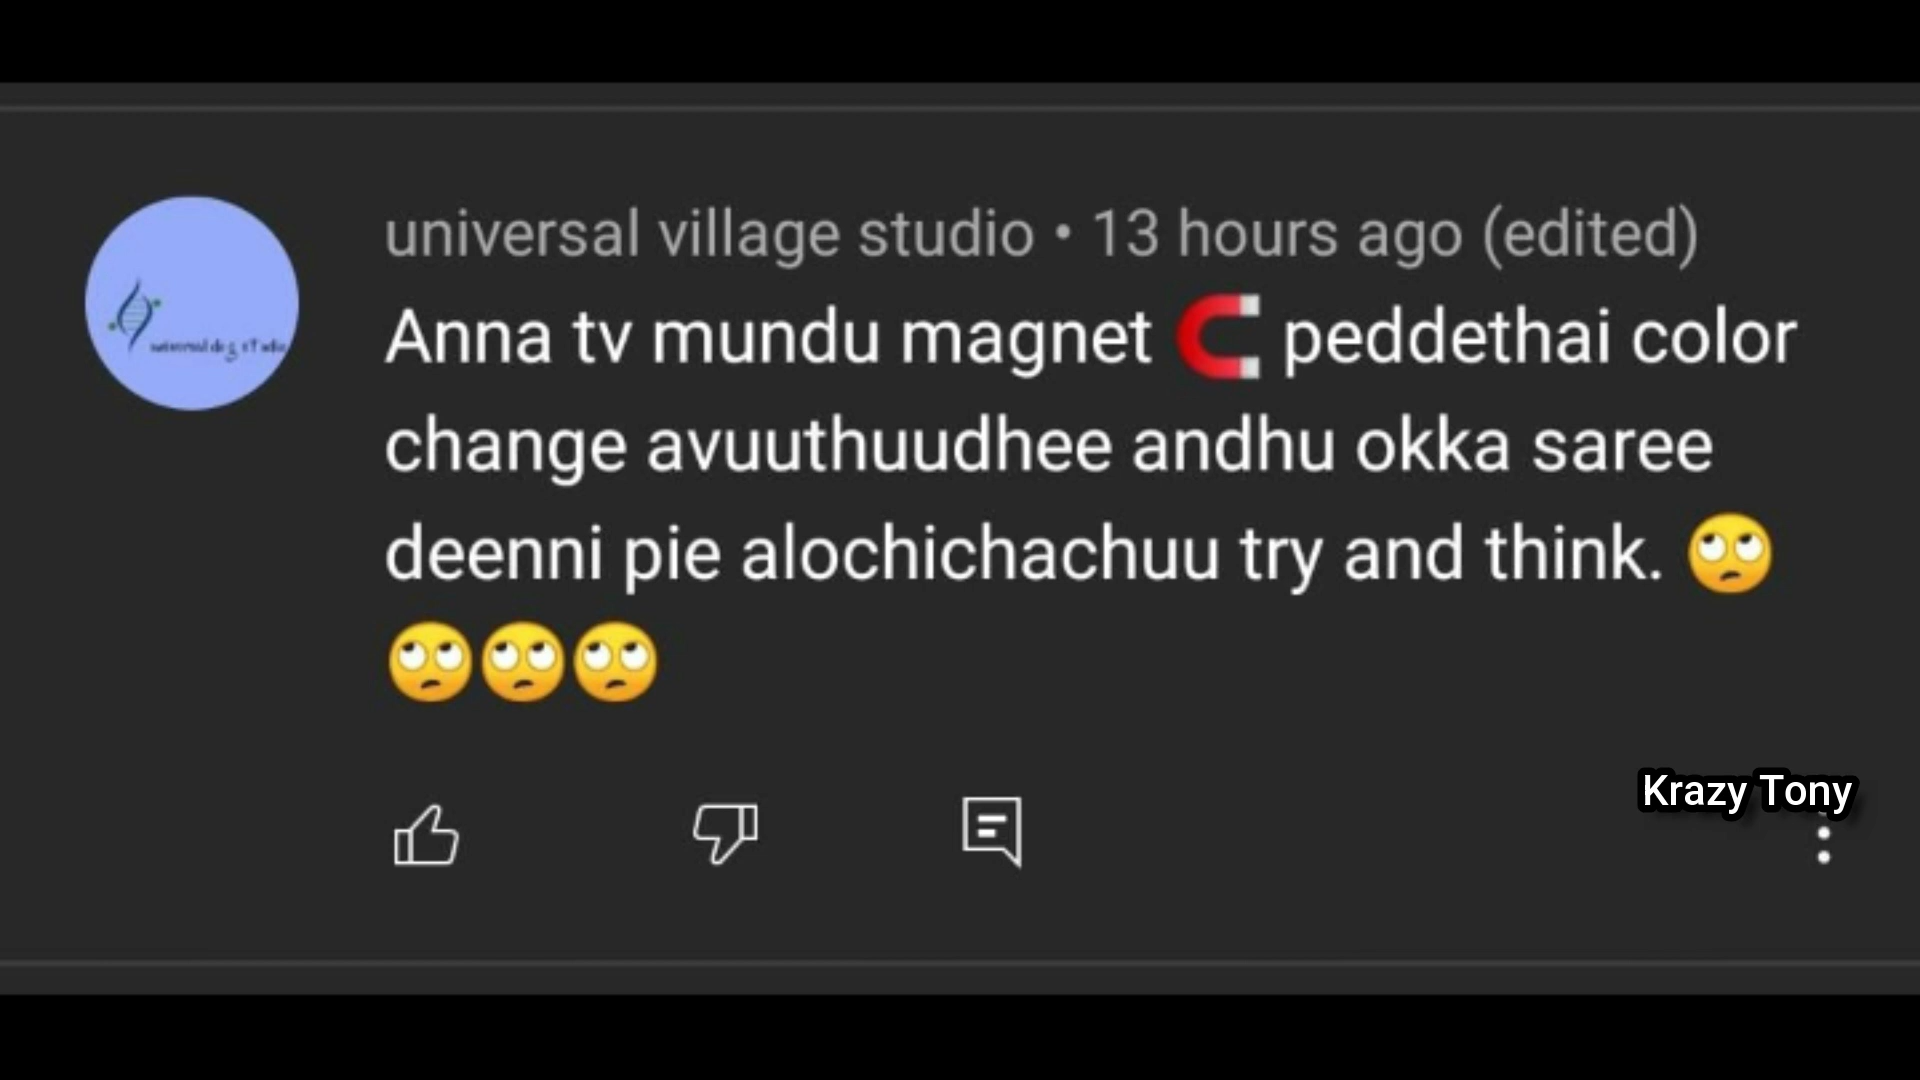 universal village studio • 13 hours ago (edited)
Anna tv mundu magnet 🧲 peddethai color
change avuuthuudhee andhu okka saree
deenni pie alochichachuu try and think. 🙄
🙄🙄🙄
Krazy Tony